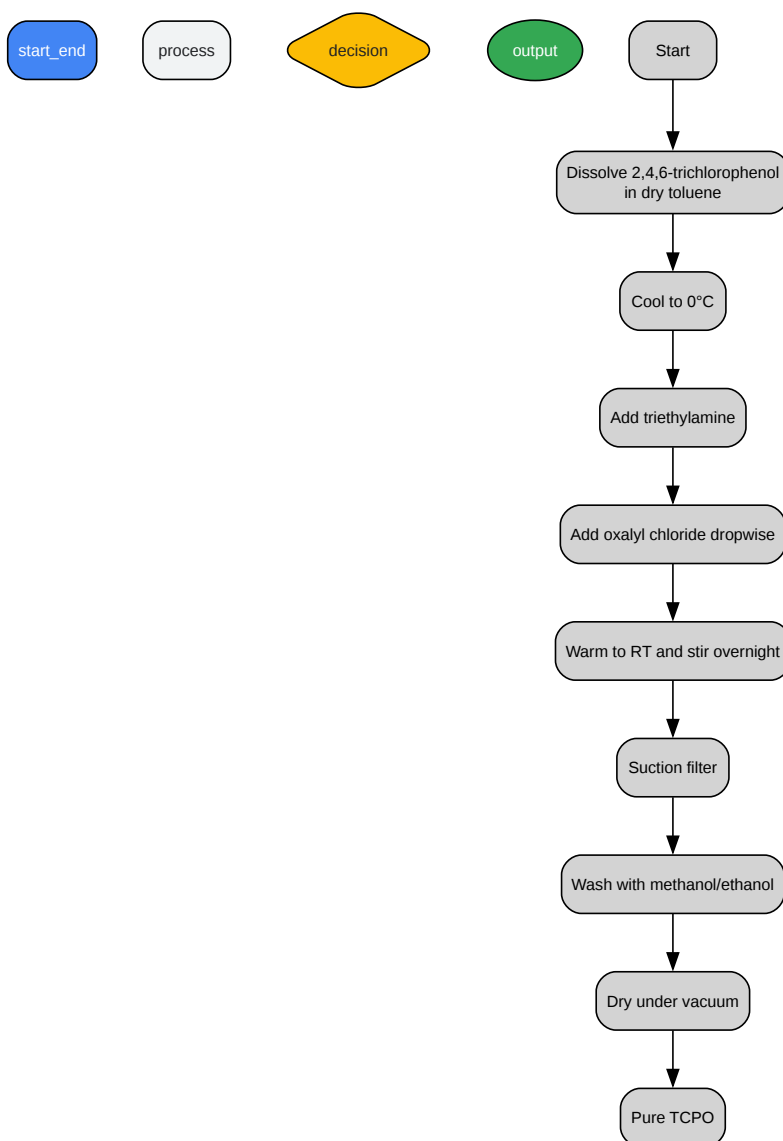 start_end
process
decision
output
Start
Dissolve 2,4,6-trichlorophenol
in dry toluene
Cool to 0°C
Add triethylamine
Add oxalyl chloride dropwise
Warm to RT and stir overnight
Suction filter
Wash with methanol/ethanol
Dry under vacuum
Pure TCPO